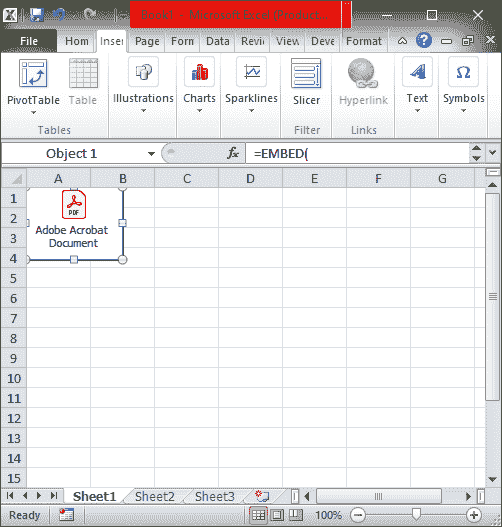 Book1 - Microsoft Excel (Product...
File Hom Inser Page Forn Data Revi View Deve Format
PivotTable Table Illustrations Charts Sparklines Slicer Hyperlink Text Symbols
Tables Filter Links
Object 1 fx =EMBED(
A B C D E F G
1
PDF
2
Adobe Acrobat
3
Document
4
5
6
7
8
9
10
11
12
13
14
15
Sheet1 Sheet2 Sheet3
Ready 100%